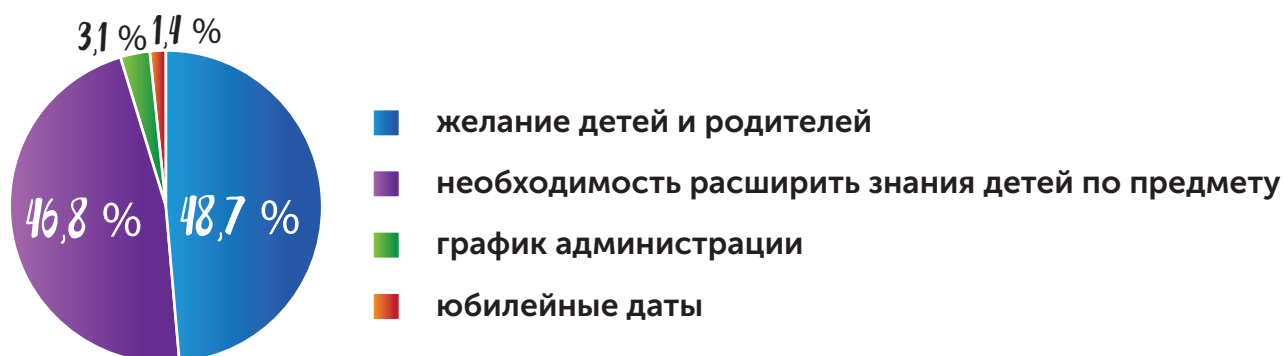 3,1 % 1,4 %
желание детей и родителей
необходимость расширить знания детей по предмету
46,8 % 48,7 %
график администрации
юбилейные даты